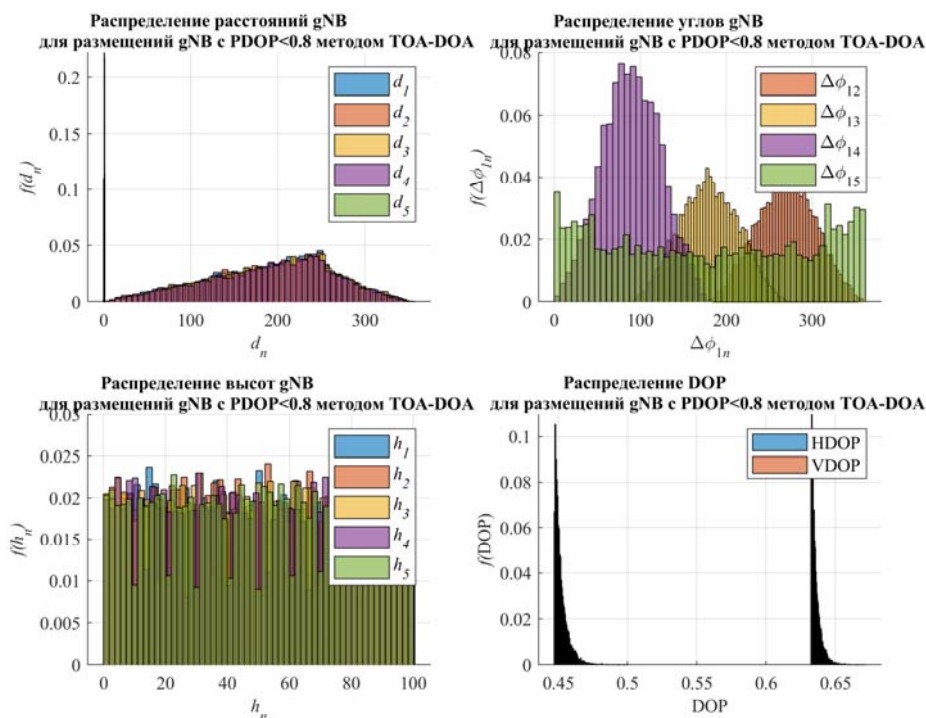 Распределение расстояний gNB
для размещений gNB с PDOP<0.8 методом TOA-DOA
0.2
0.15
0.1
0.05
0
f(dₙ)
d₁
d₂
d₃
d₄
d₅
0 100 200 300
dₙ
Распределение углов gNB
для размещений gNB с PDOP<0.8 методом TOA-DOA
0.08
0.06
0.04
0.02
0
f(Δϕ₁ₙ)
Δϕ₁₂
Δϕ₁₃
Δϕ₁₄
Δϕ₁₅
0 100 200 300
Δϕ₁ₙ
Распределение высот gNB
для размещений gNB с PDOP<0.8 методом TOA-DOA
0.03
0.025
0.02
0.015
0.01
0.005
0
f(hₙ)
h₁
h₂
h₃
h₄
h₅
0 20 40 60 80 100
hₙ
Распределение DOP
для размещений gNB с PDOP<0.8 методом TOA-DOA
0.1
0.08
0.06
0.04
0.02
0
f(DOP)
HDOP
VDOP
0.45 0.5 0.55 0.6 0.65
DOP